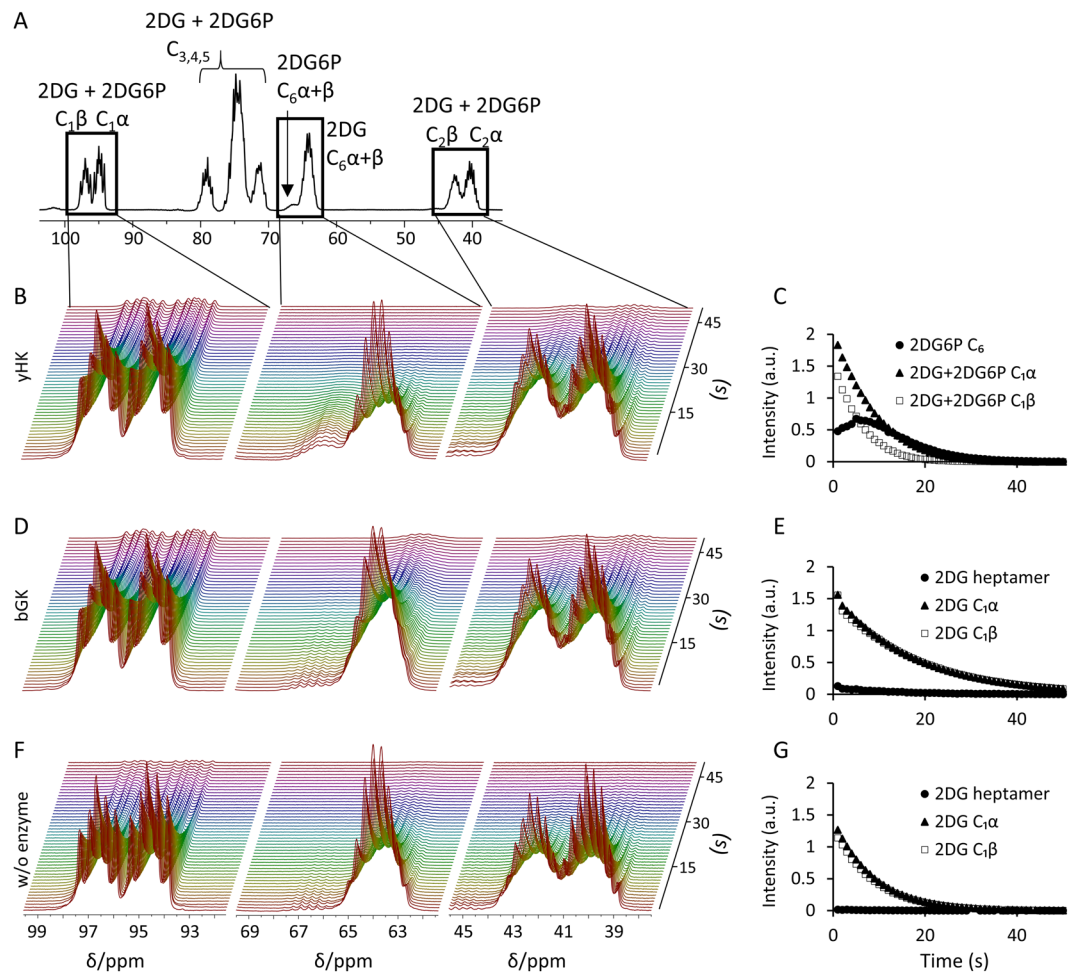 A
2DG + 2DG6P
C₃,₄,₅
2DG6P
C₆α+β
2DG + 2DG6P
C₁β C₁α
2DG
C₆α+β
2DG + 2DG6P
C₂β C₂α
100 90 80 70 60 50 40
B
yHK
45
30
15
(s)
C
Intensity (a.u.)
2
1.5
1
0.5
0
2DG6P C₆
2DG+2DG6P C₁α
2DG+2DG6P C₁β
0 20 40
D
bGK
45
30
15
(s)
E
Intensity (a.u.)
2
1.5
1
0.5
0
2DG heptamer
2DG C₁α
2DG C₁β
0 20 40
F
w/o enzyme
45
30
15
(s)
99 97 95 93 69 67 65 63 45 43 41 39
δ/ppm δ/ppm δ/ppm
G
Intensity (a.u.)
2
1.5
1
0.5
0
2DG heptamer
2DG C₁α
2DG C₁β
0 20 40
Time (s)